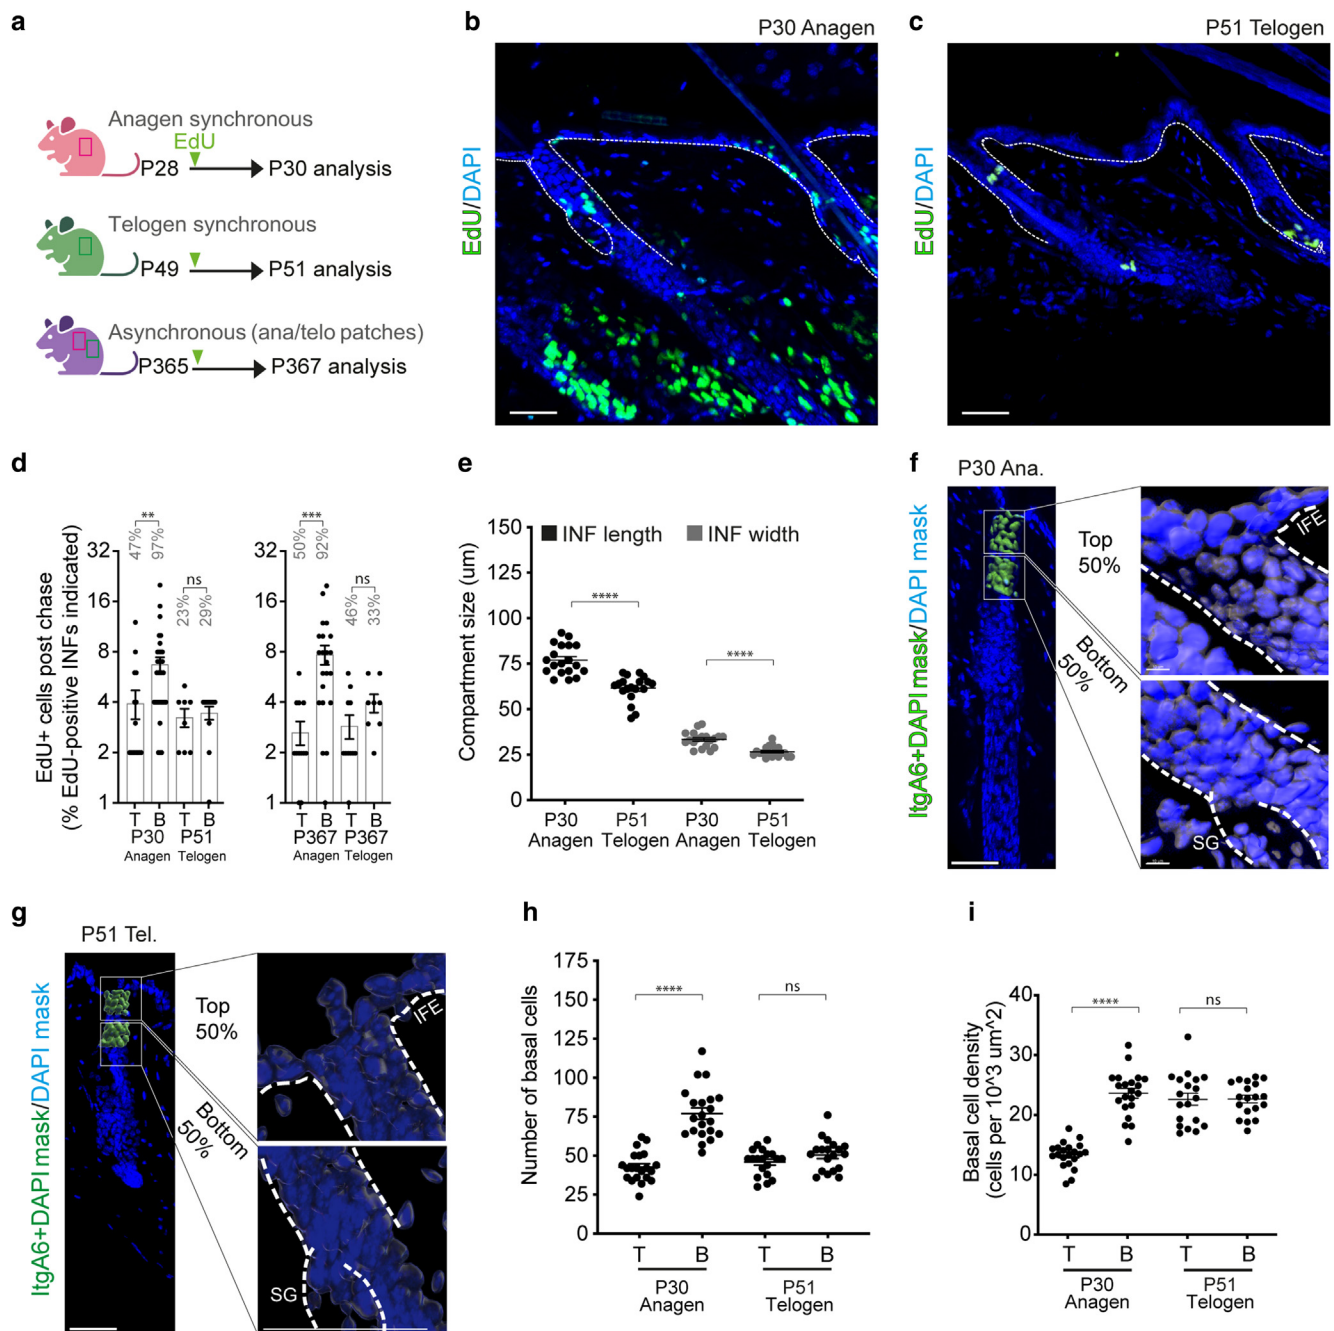 a
Anagen synchronous
EdU
P28
P30 analysis
Telogen synchronous
P49
P51 analysis
Asynchronous (ana/telo patches)
P365
P367 analysis
b
P30 Anagen
EdU/DAPI
c
P51 Telogen
EdU/DAPI
d
EdU+ cells post chase
(% EdU-positive INFs indicated)
32
16
8
4
2
1
47%
**
97%
23%
ns
29%
T
B
T
B
P30
P51
Anagen
Telogen
32
16
8
4
2
1
50%
***
92%
46%
ns
33%
T
B
T
B
P367
P367
Anagen
Telogen
e
Compartment size (um)
150
125
100
75
50
25
0
INF length
INF width
****
****
P30
Anagen
P51
Telogen
P30
Anagen
P51
Telogen
f
P30 Ana.
ItgA6+DAPI mask/DAPI mask
Top
50%
Bottom
50%
IFE
SG
g
P51 Tel.
ItgA6+DAPI mask/DAPI mask
Top
50%
Bottom
50%
IFE
SG
h
Number of basal cells
175
150
125
100
75
50
25
0
****
ns
T
B
T
B
P30
Anagen
P51
Telogen
i
Basal cell density
(cells per 10^3 um^2)
40
30
20
10
0
****
ns
T
B
T
B
P30
Anagen
P51
Telogen